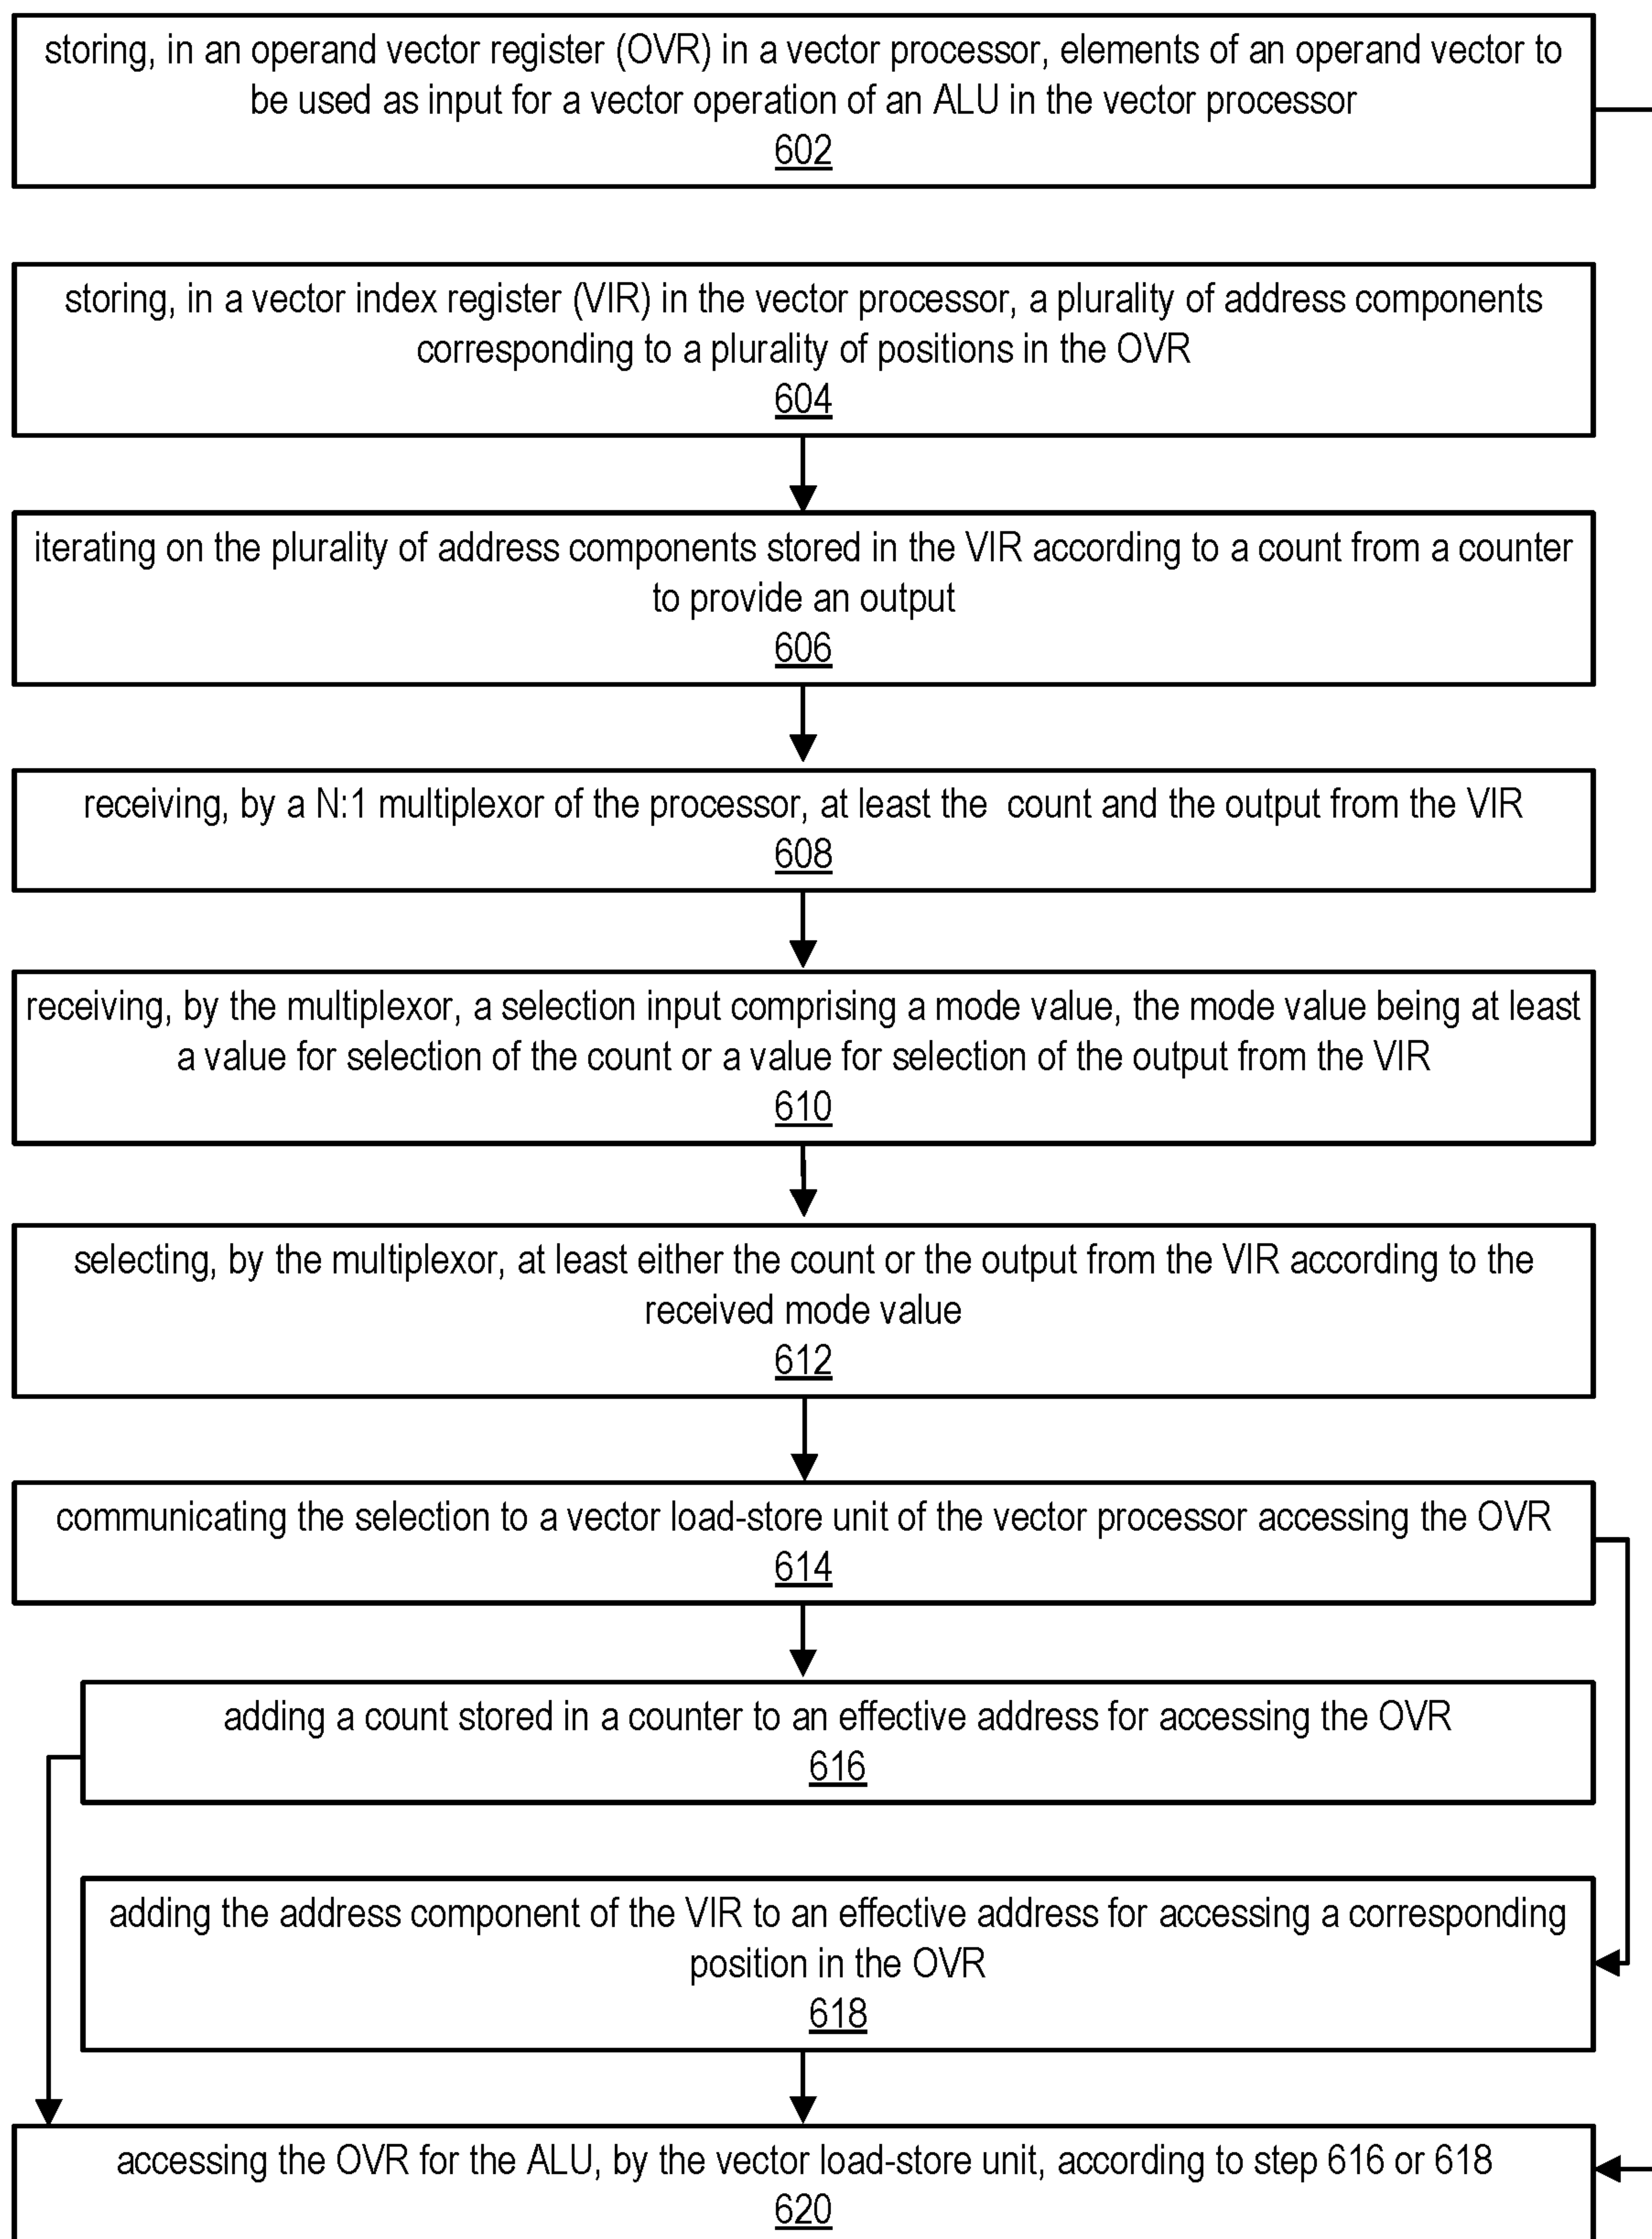 storing, in an operand vector register (OVR) in a vector processor, elements of an operand vector to
be used as input for a vector operation of an ALU in the vector processor
602
storing, in a vector index register (VIR) in the vector processor, a plurality of address components
corresponding to a plurality of positions in the OVR
604
iterating on the plurality of address components stored in the VIR according to a count from a counter
to provide an output
606
receiving, by a N:1 multiplexor of the processor, at least the count and the output from the VIR
608
receiving, by the multiplexor, a selection input comprising a mode value, the mode value being at least
a value for selection of the count or a value for selection of the output from the VIR
610
selecting, by the multiplexor, at least either the count or the output from the VIR according to the
received mode value
612
communicating the selection to a vector load-store unit of the vector processor accessing the OVR
614
adding a count stored in a counter to an effective address for accessing the OVR
616
adding the address component of the VIR to an effective address for accessing a corresponding
position in the OVR
618
accessing the OVR for the ALU, by the vector load-store unit, according to step 616 or 618
620